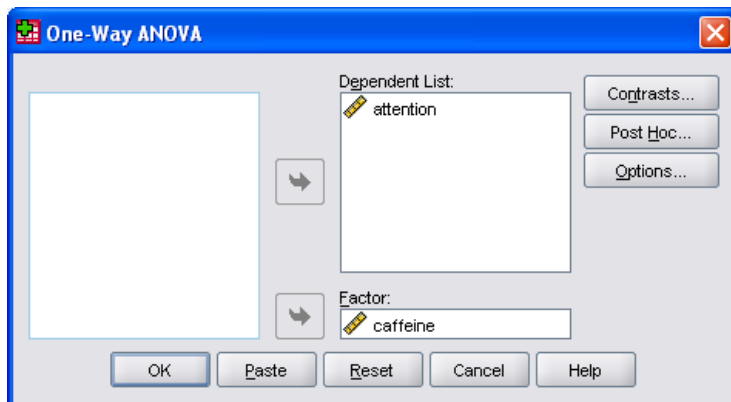 One-Way ANOVA
Dependent List:
attention
Contrasts...
Post Hoc...
Options...
Factor:
caffeine
OK Paste Reset Cancel Help